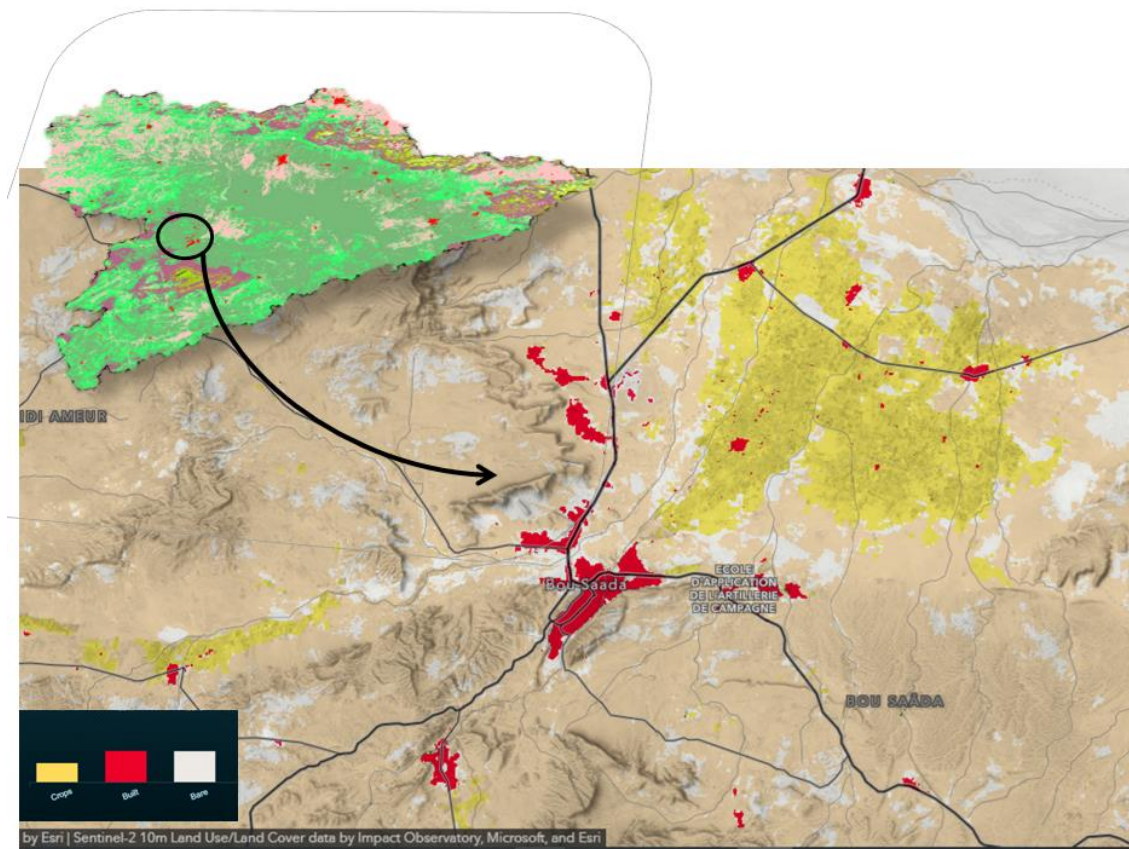 IDI AMEUR
Bou Saâda
ECOLE
D'APPLICATION
DE L'ARTILLERIE
DE CAMPAGNE
BOU SAÂDA
Crops
Built
Bare
by Esri | Sentinel-2 10m Land Use/Land Cover data by Impact Observatory, Microsoft, and Esri